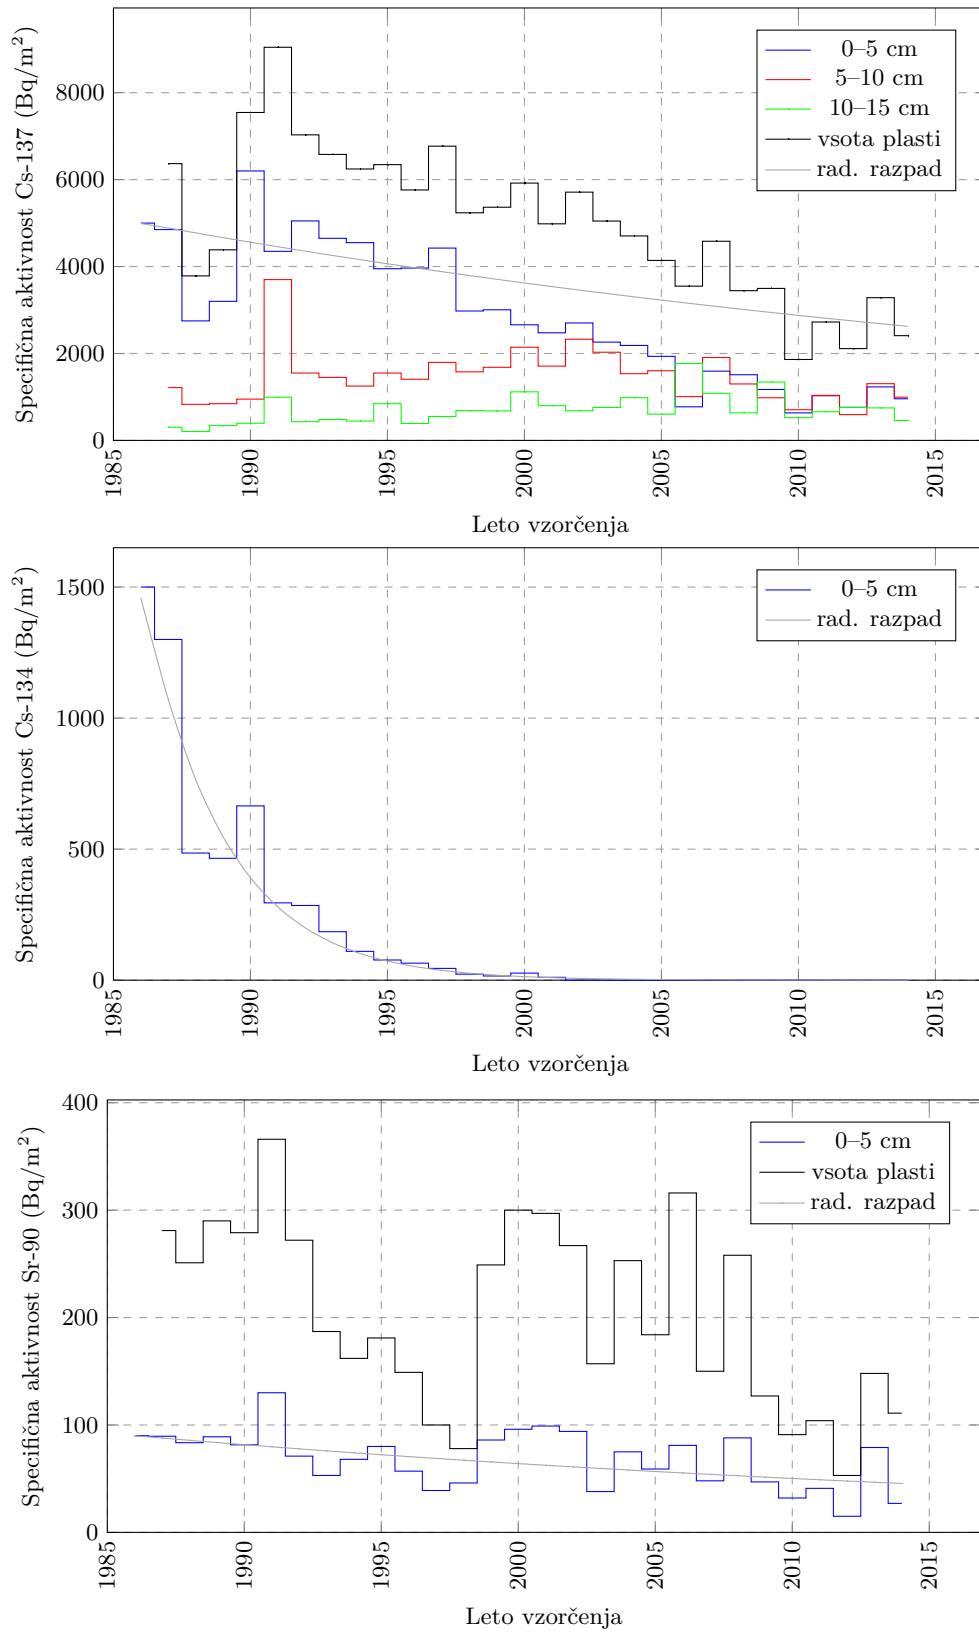 Specifična aktivnost Cs-137 (Bq/m²)
8000
6000
4000
2000
0
0–5 cm
5–10 cm
10–15 cm
vsota plasti
rad. razpad
1985
1990
1995
2000
2005
2010
2015
Leto vzorčenja
Specifična aktivnost Cs-134 (Bq/m²)
1500
1000
500
0
0–5 cm
rad. razpad
1985
1990
1995
2000
2005
2010
2015
Leto vzorčenja
Specifična aktivnost Sr-90 (Bq/m²)
400
300
200
100
0
0–5 cm
vsota plasti
rad. razpad
1985
1990
1995
2000
2005
2010
2015
Leto vzorčenja